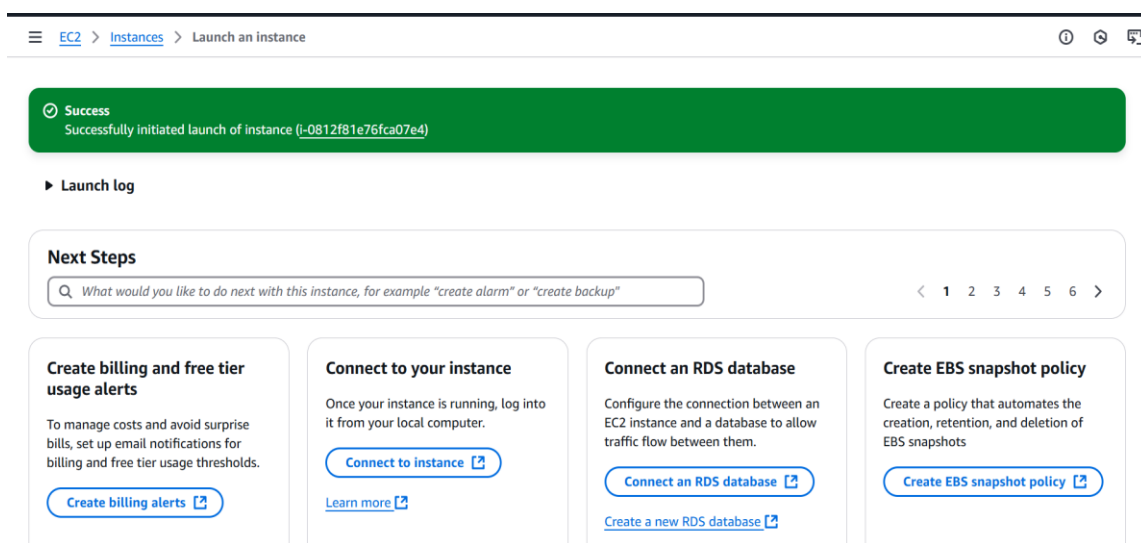 EC2 > Instances > Launch an instance
Success
Successfully initiated launch of instance (i-0812f81e76fca07e4)
Launch log
Next Steps
What would you like to do next with this instance, for example "create alarm" or "create backup"
1 2 3 4 5 6
Create billing and free tier
usage alerts
To manage costs and avoid surprise
bills, set up email notifications for
billing and free tier usage thresholds.
Create billing alerts
Connect to your instance
Once your instance is running, log into
it from your local computer.
Connect to instance
Learn more
Connect an RDS database
Configure the connection between an
EC2 instance and a database to allow
traffic flow between them.
Connect an RDS database
Create a new RDS database
Create EBS snapshot policy
Create a policy that automates the
creation, retention, and deletion of
EBS snapshots
Create EBS snapshot policy